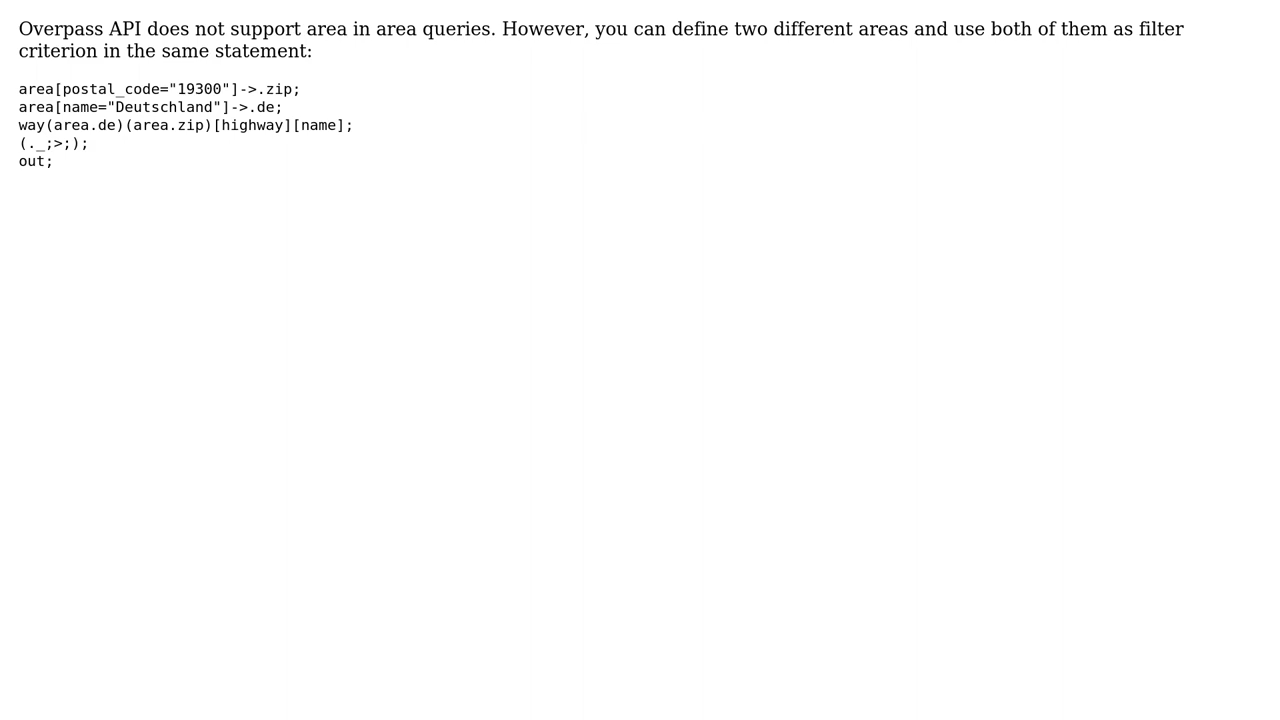 Overpass API does not support area in area queries. However, you can define two different areas and use both of them as filter
criterion in the same statement:
area[postal_code="19300"]->.zip;
area[name="Deutschland"]->.de;
way(area.de)(area.zip)[highway][name];
(._;>;);
out;